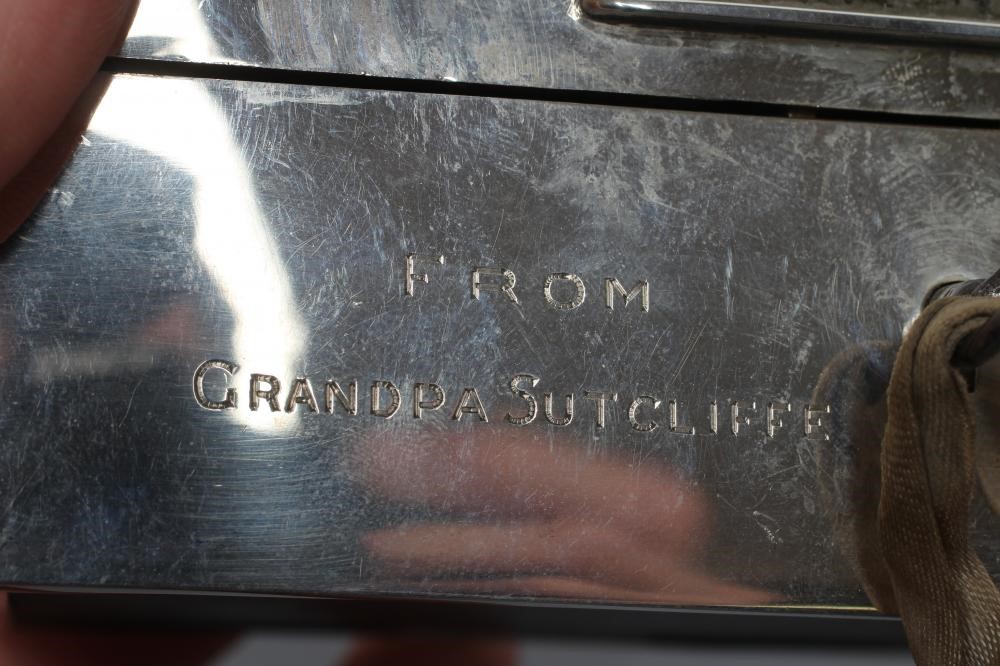 FROM
GRANDPA SUTCLIFFE